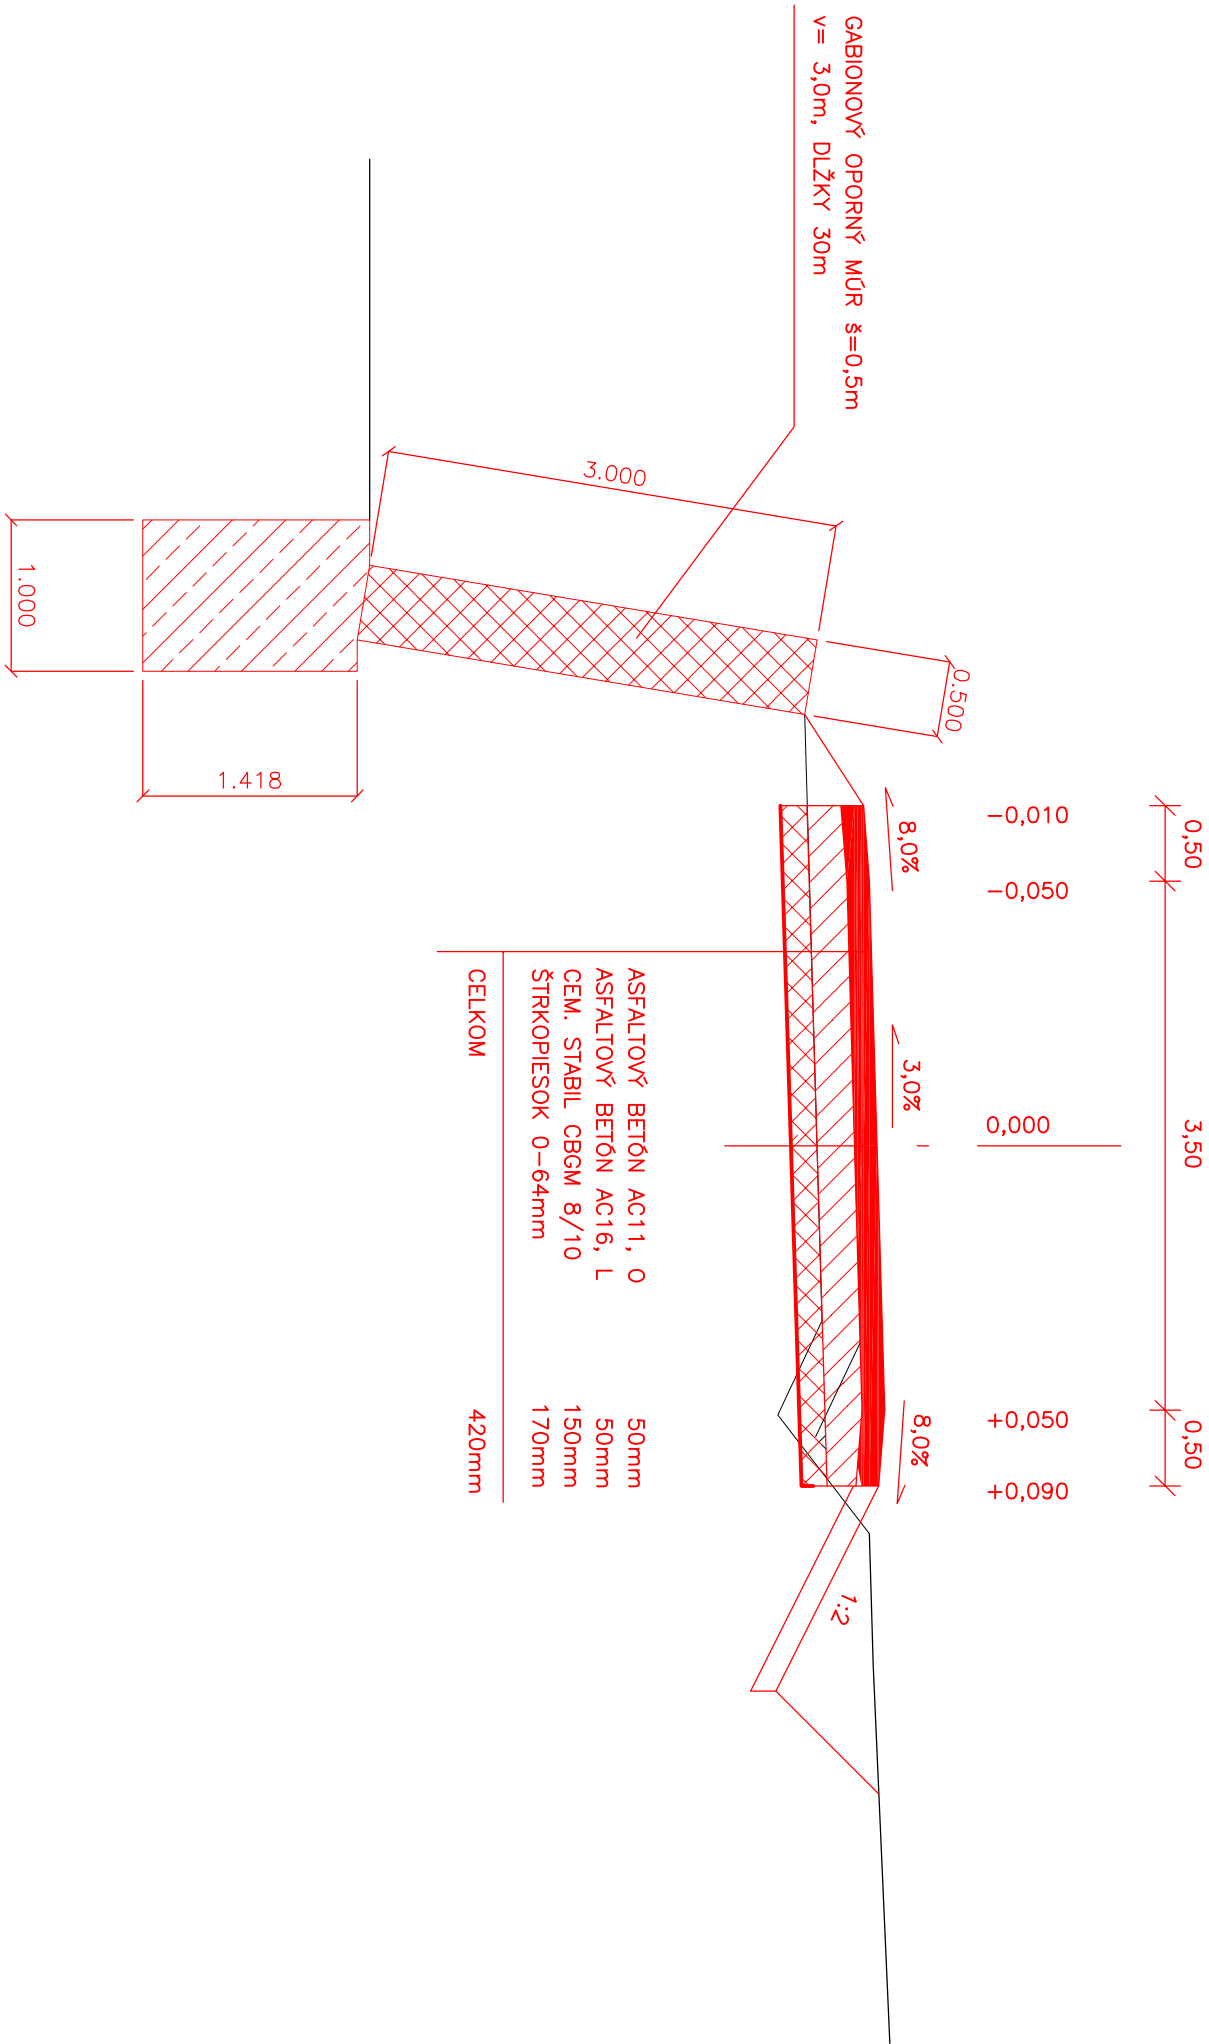 GABIONOVÝ OPORNÝ MÚR š=0,5m
v= 3,0m, DLŽKY 30m
0,50
3,50
0,50
-0,010
-0,050
0,000
+0,050
+0,090
8,0%
3,0%
8,0%
0.500
3.000
1:2
1.418
1.000
ASFALTOVÝ BETÓN AC11, O 50mm
ASFALTOVÝ BETÓN AC16, L 50mm
CEM. STABIL CBGM 8/10 150mm
ŠTRKOPIESOK 0-64mm 170mm
CELKOM 420mm